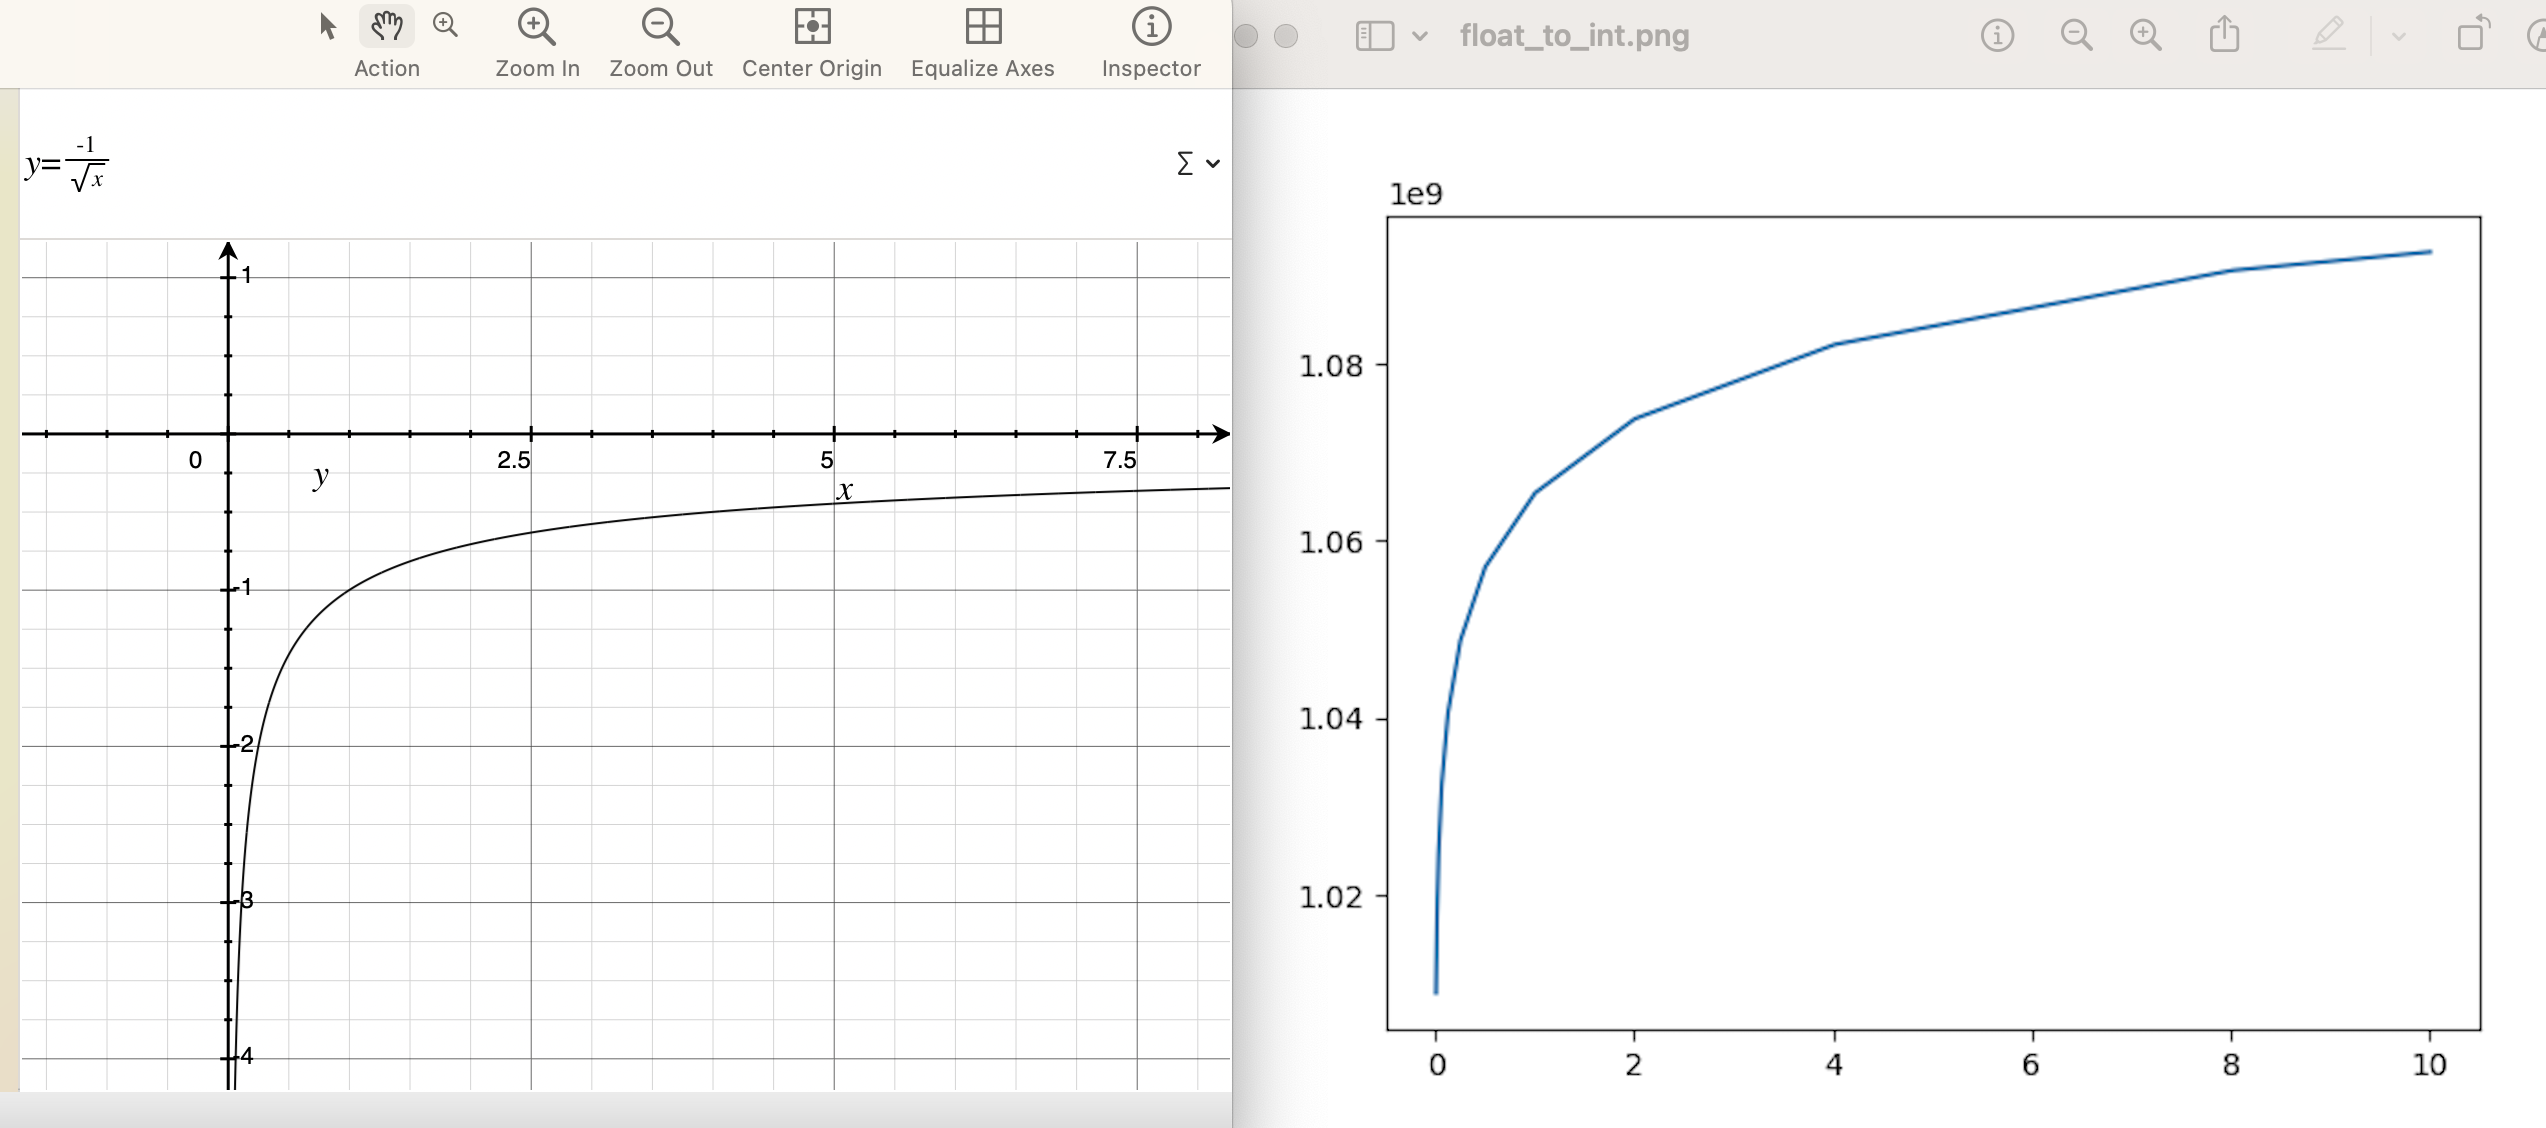 Action
Zoom In
Zoom Out
Center Origin
Equalize Axes
Inspector
y=-1/√x
Σ
1
0
2.5
5
7.5
y
x
-1
-2
-3
-4
float_to_int.png
1e9
1.08
1.06
1.04
1.02
0 2 4 6 8 10